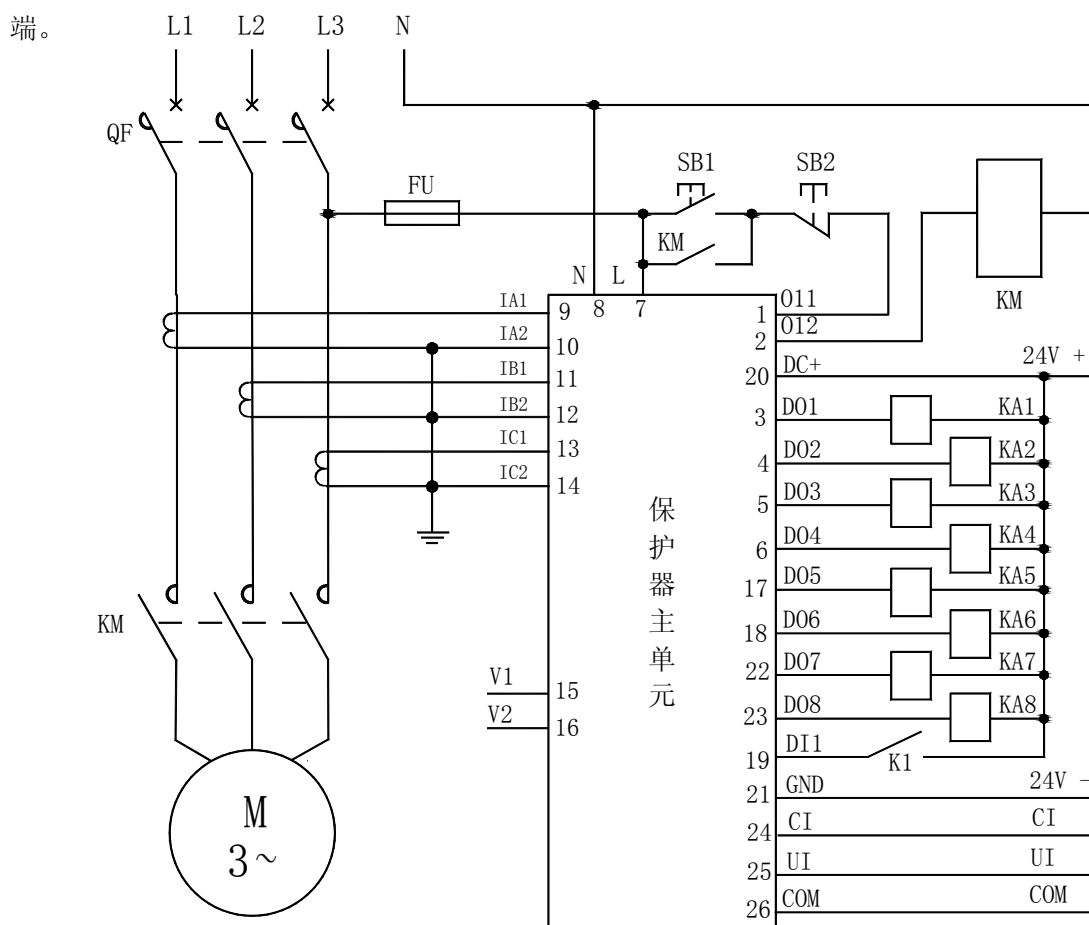 端。
L1 L2 L3 N
QF
FU
SB1 SB2
KM
KM
N L
8 7
IA1 9
IA2 10
IB1 11
IB2 12
IC1 13
IC2 14
V1 15
V2 16
保护器主单元
1 O11
2 O12
20 DC+ 24V +
3 DO1 KA1
4 DO2 KA2
5 DO3 KA3
6 DO4 KA4
17 DO5 KA5
18 DO6 KA6
22 DO7 KA7
23 DO8 KA8
19 DI1 K1
21 GND 24V -
24 CI CI
25 UI UI
26 COM COM
KM
M
3~